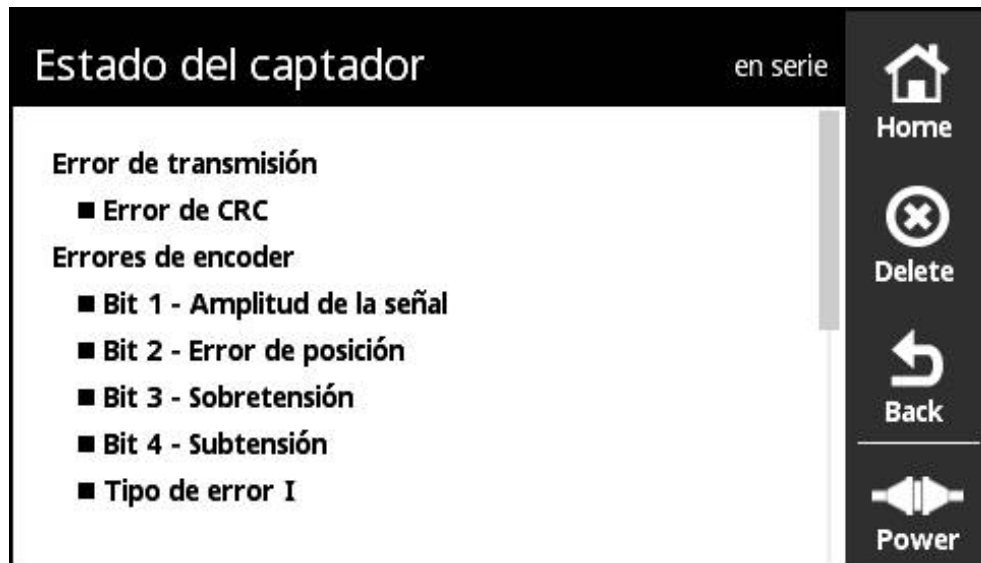 Estado del captador
en serie
Error de transmisión
■ Error de CRC
Errores de encoder
■ Bit 1 - Amplitud de la señal
■ Bit 2 - Error de posición
■ Bit 3 - Sobretensión
■ Bit 4 - Subtensión
■ Tipo de error I
Home
Delete
Back
Power